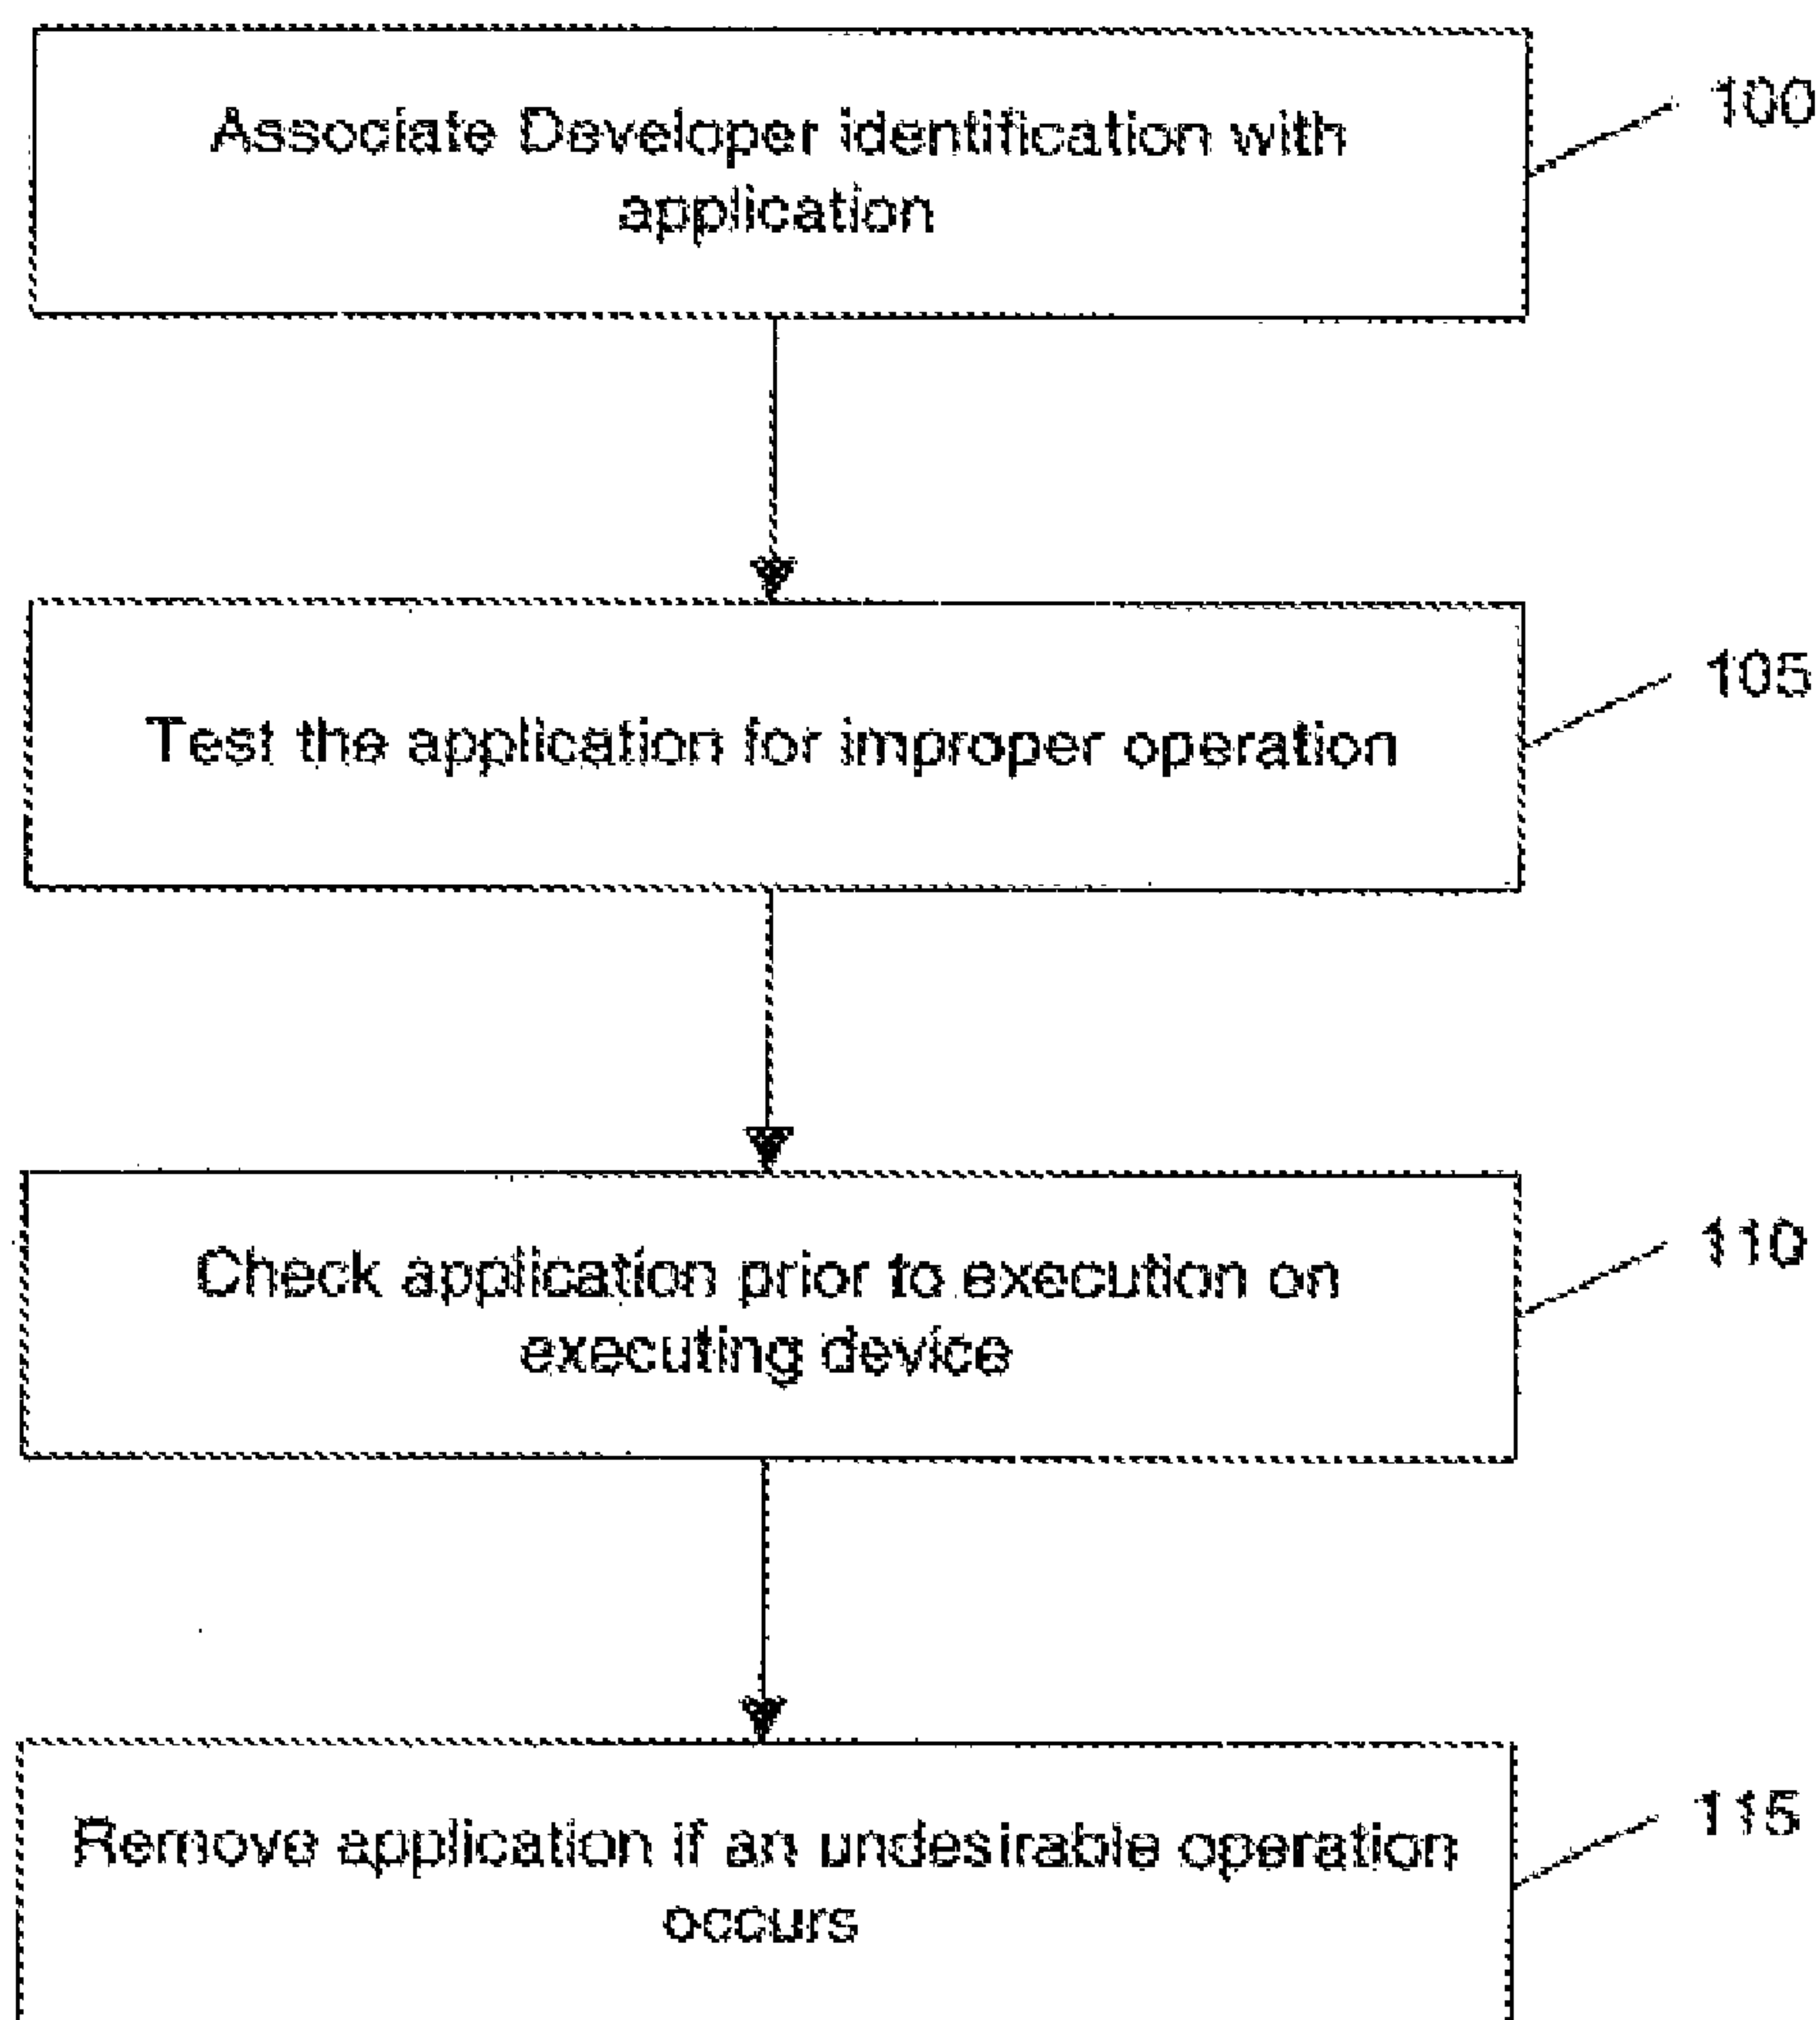 Associate Developer identification with
application
100
Test the application for improper operation
105
Check application prior to execution on
executing device
110
Remove application if an undesirable operation
occurs
115